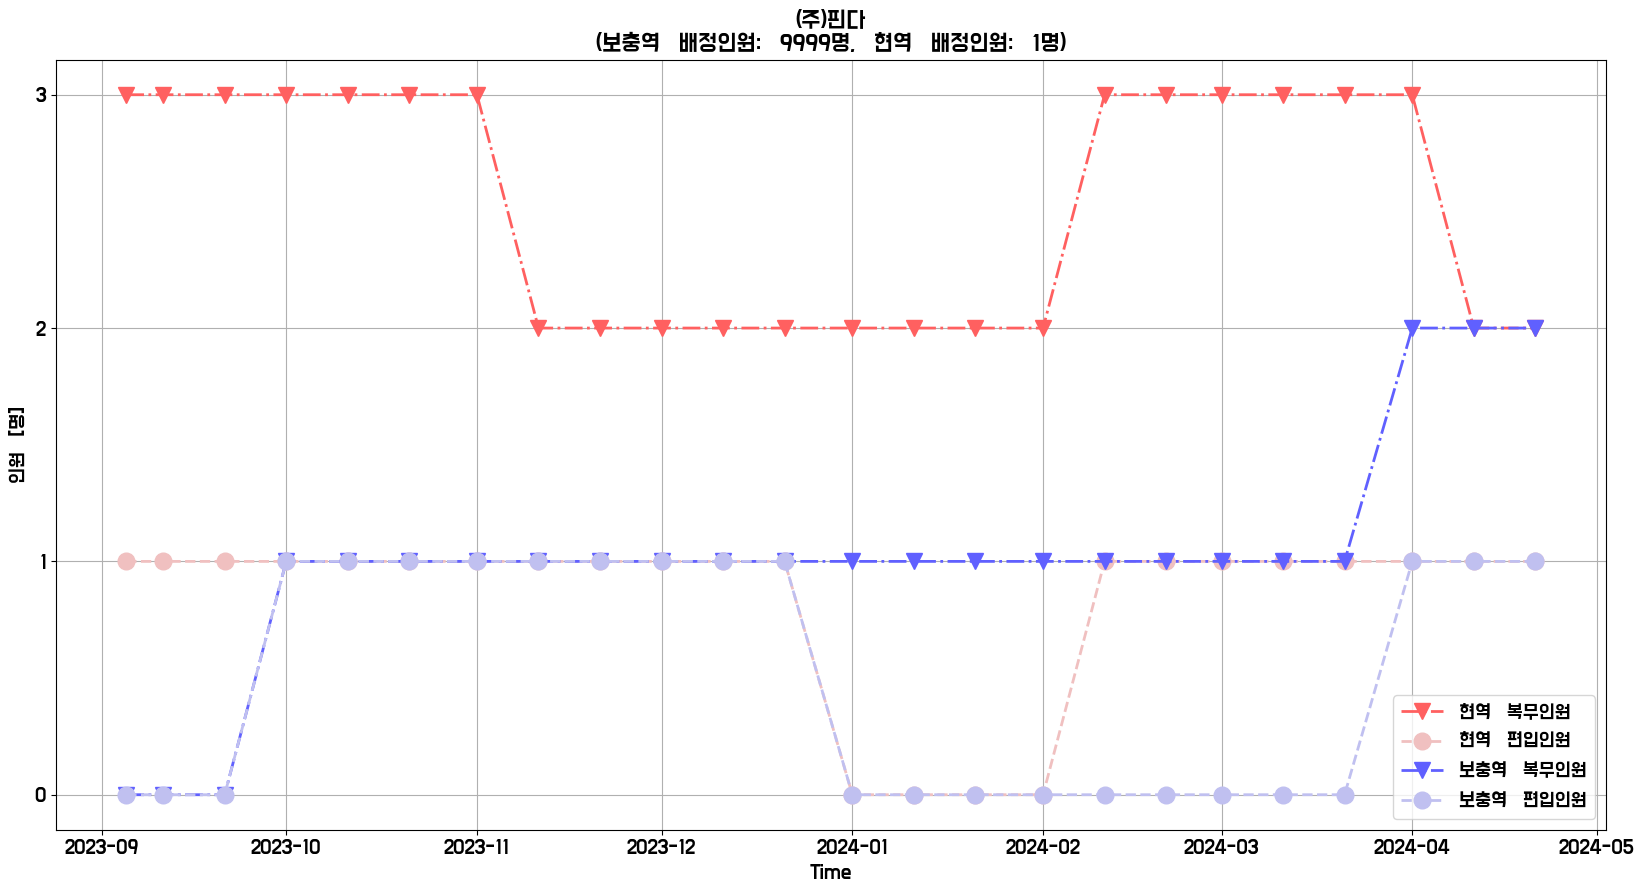 (주)핀다
(보충역 배정인원: 9999명, 현역 배정인원: 1명)
인원 [명]
3
2
1
0
2023-09 2023-10 2023-11 2023-12 2024-01 2024-02 2024-03 2024-04 2024-05
Time
현역 복무인원
현역 편입인원
보충역 복무인원
보충역 편입인원